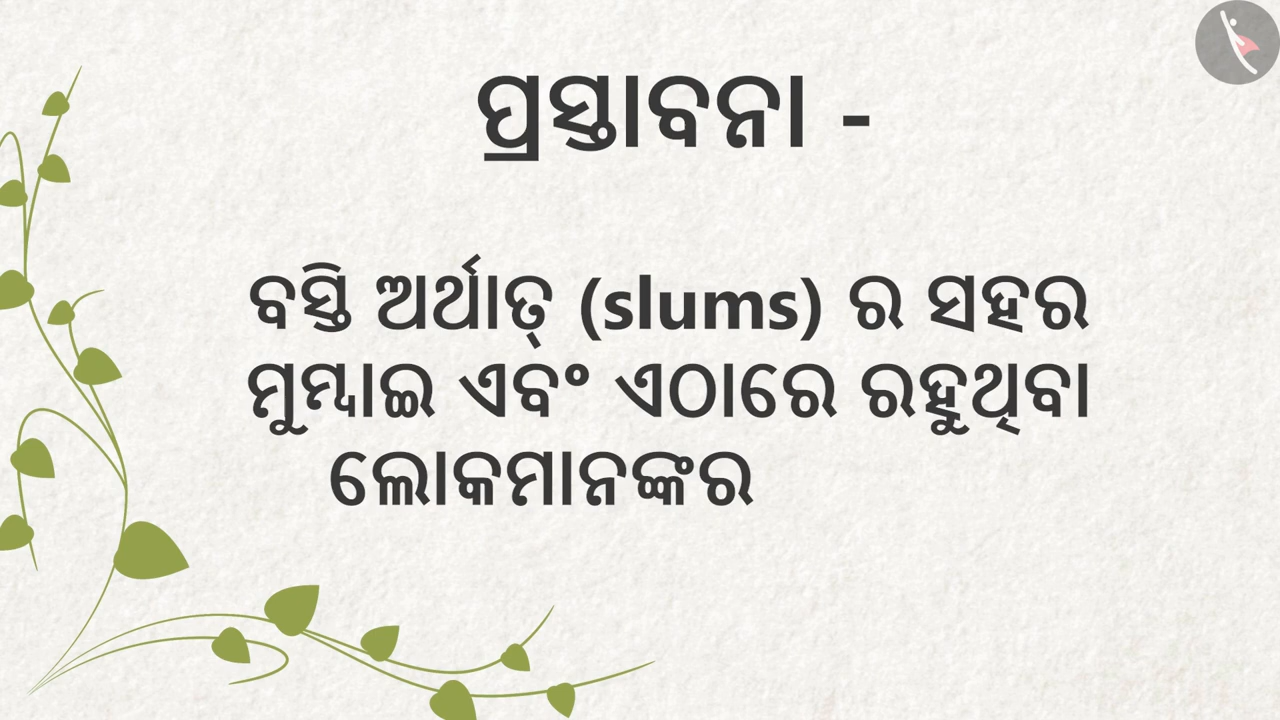 ପ୍ରସ୍ତାବନା -
ବସ୍ତି ଅର୍ଥାତ୍ (slums) ର ସହର
ମୁମ୍ବାଇ ଏବଂ ଏଠାରେ ରହୁଥିବା
ଲୋକମାନଙ୍କର